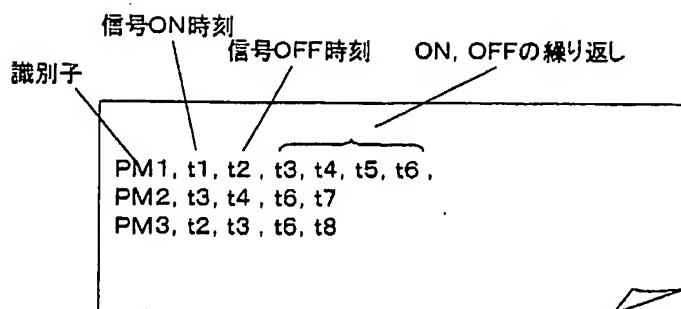 信号ON時刻
信号OFF時刻
ON, OFFの繰り返し
識別子
PM1, t1, t2 , t3, t4, t5, t6 ,
PM2, t3, t4 , t6, t7
PM3, t2, t3 , t6, t8